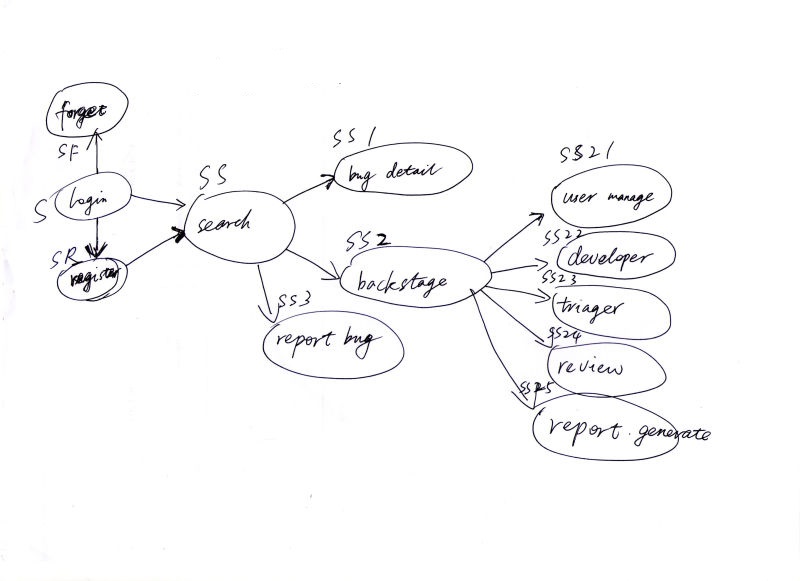 forget
SF
S
login
SR
register
SS
search
SS1
bug detail
SS2
backstage
SS3
report bug
SS21
user manage
SS22
developer
SS23
triager
SS24
review
SS25
report generate